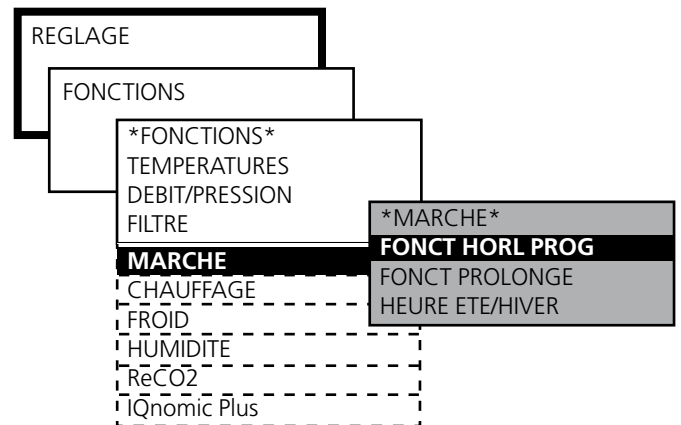 REGLAGE
FONCTIONS
*FONCTIONS*
TEMPERATURES
DEBIT/PRESSION
FILTRE
MARCHE
CHAUFFAGE
FROID
HUMIDITE
ReCO2
IQnomic Plus
*MARCHE*
FONCT HORL PROG
FONCT PROLONGE
HEURE ETE/HIVER